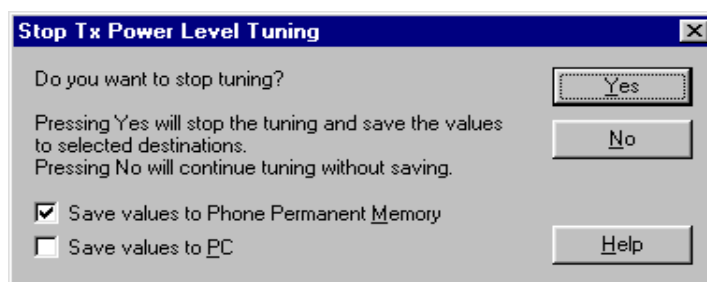 Stop Tx Power Level Tuning
Do you want to stop tuning?
Yes
Pressing Yes will stop the tuning and save the values
to selected destinations.
Pressing No will continue tuning without saving.
No
Save values to Phone Permanent Memory
Save values to PC
Help